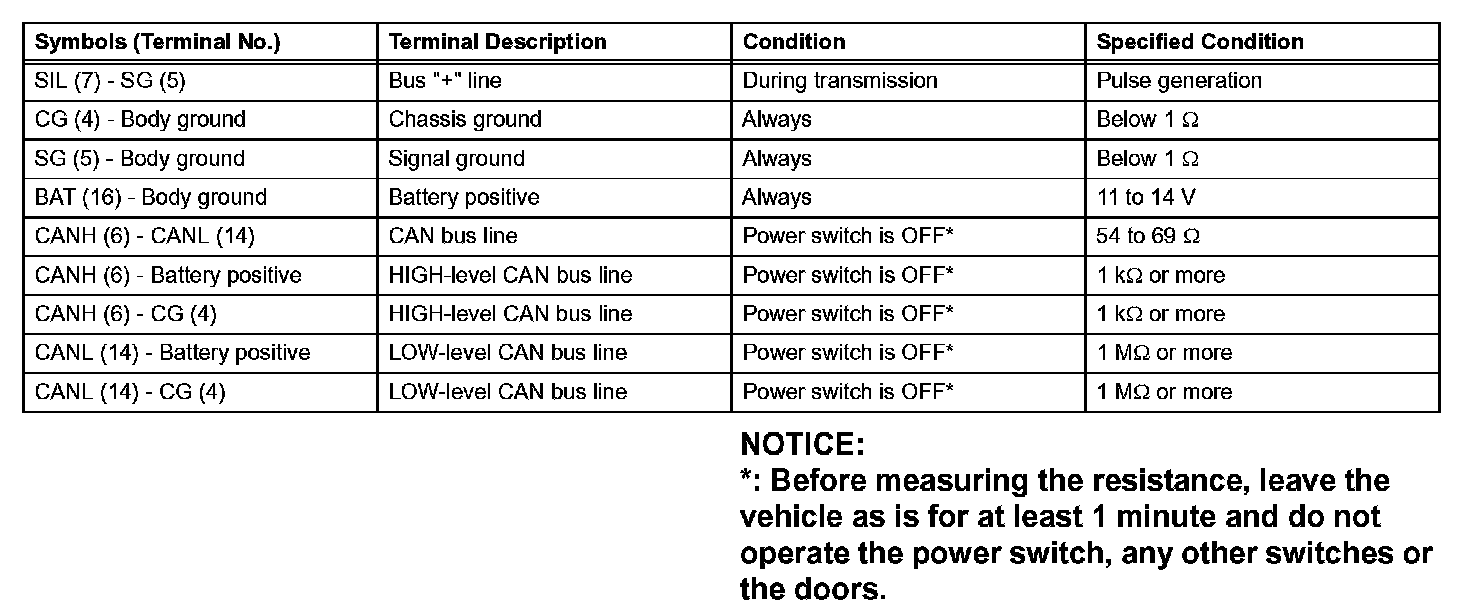 Symbols (Terminal No.) Terminal Description Condition Specified Condition
SIL (7) - SG (5) Bus "+" line During transmission Pulse generation
CG (4) - Body ground Chassis ground Always Below 1 Ω
SG (5) - Body ground Signal ground Always Below 1 Ω
BAT (16) - Body ground Battery positive Always 11 to 14 V
CANH (6) - CANL (14) CAN bus line Power switch is OFF* 54 to 69 Ω
CANH (6) - Battery positive HIGH-level CAN bus line Power switch is OFF* 1 kΩ or more
CANH (6) - CG (4) HIGH-level CAN bus line Power switch is OFF* 1 kΩ or more
CANL (14) - Battery positive LOW-level CAN bus line Power switch is OFF* 1 MΩ or more
CANL (14) - CG (4) LOW-level CAN bus line Power switch is OFF* 1 MΩ or more
NOTICE:
*: Before measuring the resistance, leave the
vehicle as is for at least 1 minute and do not
operate the power switch, any other switches or
the doors.